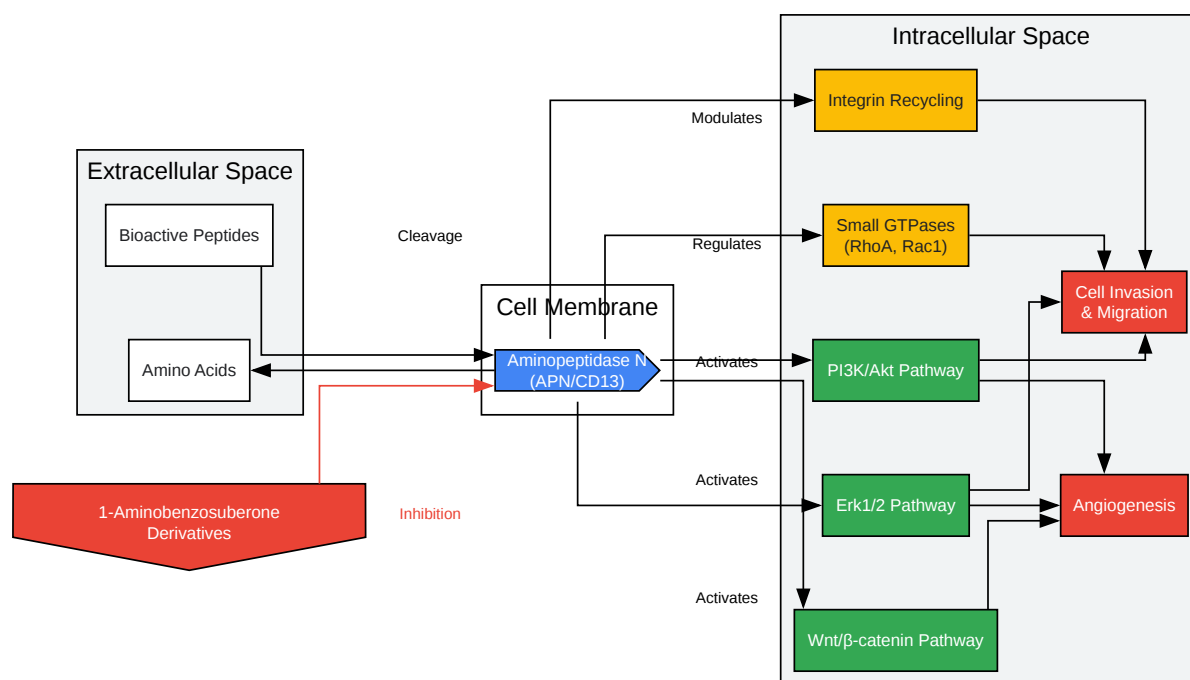 Intracellular Space
Integrin Recycling
Modulates
Extracellular Space
Bioactive Peptides
Cleavage
Small GTPases
(RhoA, Rac1)
Regulates
Cell Invasion
& Migration
Cell Membrane
Aminopeptidase N
(APN/CD13)
Amino Acids
Activates
PI3K/Akt Pathway
1-Aminobenzosuberone
Derivatives
Inhibition
Activates
Erk1/2 Pathway
Angiogenesis
Activates
Wnt/β-catenin Pathway